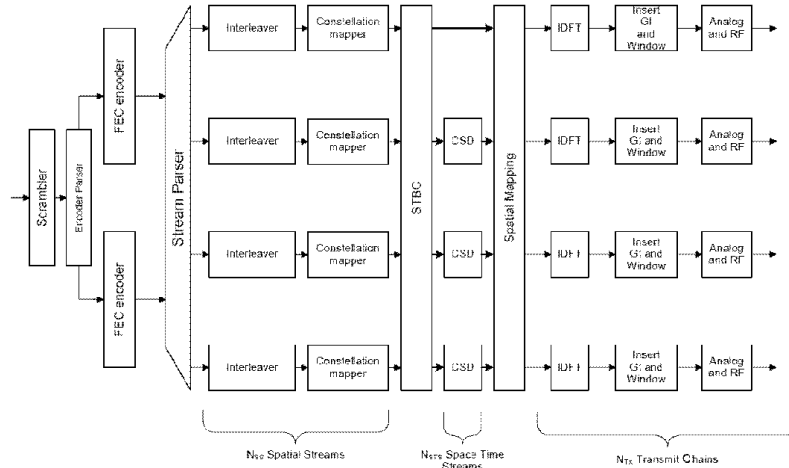 Scrambler
Encoder Parser
FEC encoder
FEC encoder
Stream Parser
Interleaver
Constellation
mapper
Interleaver
Constellation
mapper
Interleaver
Constellation
mapper
Interleaver
Constellation
mapper
STBC
CSD
CSD
CSD
Spatial Mapping
IDFT
Insert
GI
and
Window
Analog
and RF
IDFT
Insert
GI and
Window
Analog
and RF
IDFT
Insert
GI and
Window
Analog
and RF
IDFT
Insert
GI and
Window
Analog
and RF
NSS Spatial Streams
NSTS Space Time
Streams
NTX Transmit Chains